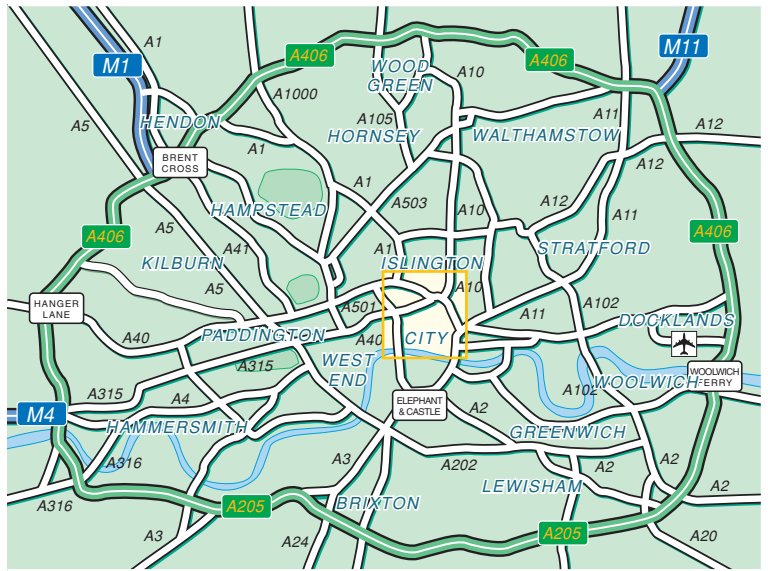 A1
M1
A406
WOOD
GREEN
A10
A406
M11
A1000
A5
HENDON
A105
HORNSEY
A11
WALTHAMSTOW
A12
A1
BRENT
CROSS
A12
A1
HAMPSTEAD
A503
A10
A12
A11
A5
A406
A41
A1
ISLINGTON
STRATFORD
A406
KILBURN
A5
A10
HANGER
LANE
A501
A102
A11
DOCKLANDS
A40
PADDINGTON
A40
CITY
WEST
END
A315
WOOLWICH
FERRY
A315
A4
A102
WOOLWICH
ELEPHANT
& CASTLE
M4
HAMMERSMITH
A2
GREENWICH
A316
A3
A202
A2
A2
A316
LEWISHAM
A2
A205
BRIXTON
A3
A24
A205
A20